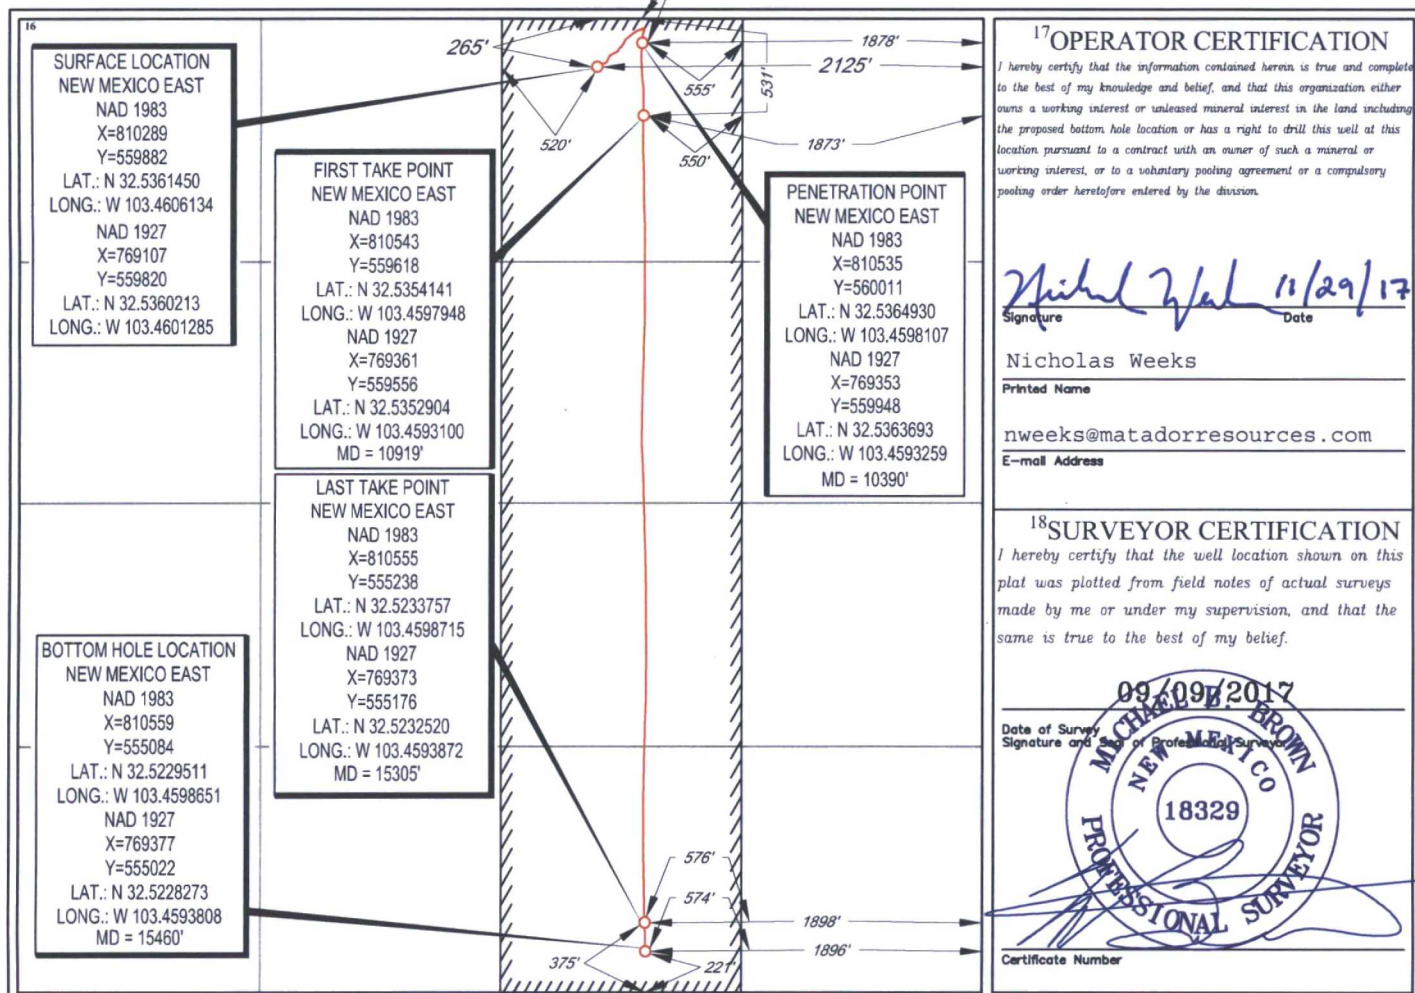 16
SURFACE LOCATION
NEW MEXICO EAST
NAD 1983
X=810289
Y=559882
LAT.: N 32.5361450
LONG.: W 103.4606134
NAD 1927
X=769107
Y=559820
LAT.: N 32.5360213
LONG.: W 103.4601285
FIRST TAKE POINT
NEW MEXICO EAST
NAD 1983
X=810543
Y=559618
LAT.: N 32.5354141
LONG.: W 103.4597948
NAD 1927
X=769361
Y=559556
LAT.: N 32.5352904
LONG.: W 103.4593100
MD = 10919'
LAST TAKE POINT
NEW MEXICO EAST
NAD 1983
X=810555
Y=555238
LAT.: N 32.5233757
LONG.: W 103.4598715
NAD 1927
X=769373
Y=555176
LAT.: N 32.5232520
LONG.: W 103.4593872
MD = 15305'
BOTTOM HOLE LOCATION
NEW MEXICO EAST
NAD 1983
X=810559
Y=555084
LAT.: N 32.5229511
LONG.: W 103.4598651
NAD 1927
X=769377
Y=555022
LAT.: N 32.5228273
LONG.: W 103.4593808
MD = 15460'
265'
1878'
2125'
555'
531'
520'
550'
1873'
PENETRATION POINT
NEW MEXICO EAST
NAD 1983
X=810535
Y=560011
LAT.: N 32.5364930
LONG.: W 103.4598107
NAD 1927
X=769353
Y=559948
LAT.: N 32.5363693
LONG.: W 103.4593259
MD = 10390'
576'
574'
1898'
1896'
375'
221'
17OPERATOR CERTIFICATION
I hereby certify that the information contained herein is true and complete
to the best of my knowledge and belief, and that this organization either
owns a working interest or unleased mineral interest in the land including
the proposed bottom hole location or has a right to drill this well at this
location pursuant to a contract with an owner of such a mineral or
working interest, or to a voluntary pooling agreement or a compulsory
pooling order heretofore entered by the division.
11/29/17
Signature Date
Nicholas Weeks
Printed Name
nweeks@matadorresources.com
E-mail Address
18SURVEYOR CERTIFICATION
I hereby certify that the well location shown on this
plat was plotted from field notes of actual surveys
made by me or under my supervision, and that the
same is true to the best of my belief.
09/09/2017
Date of Survey
Signature and Seal of Professional Surveyor
MICHAEL B. BROWN
NEW MEXICO
18329
PROFESSIONAL SURVEYOR
Certificate Number